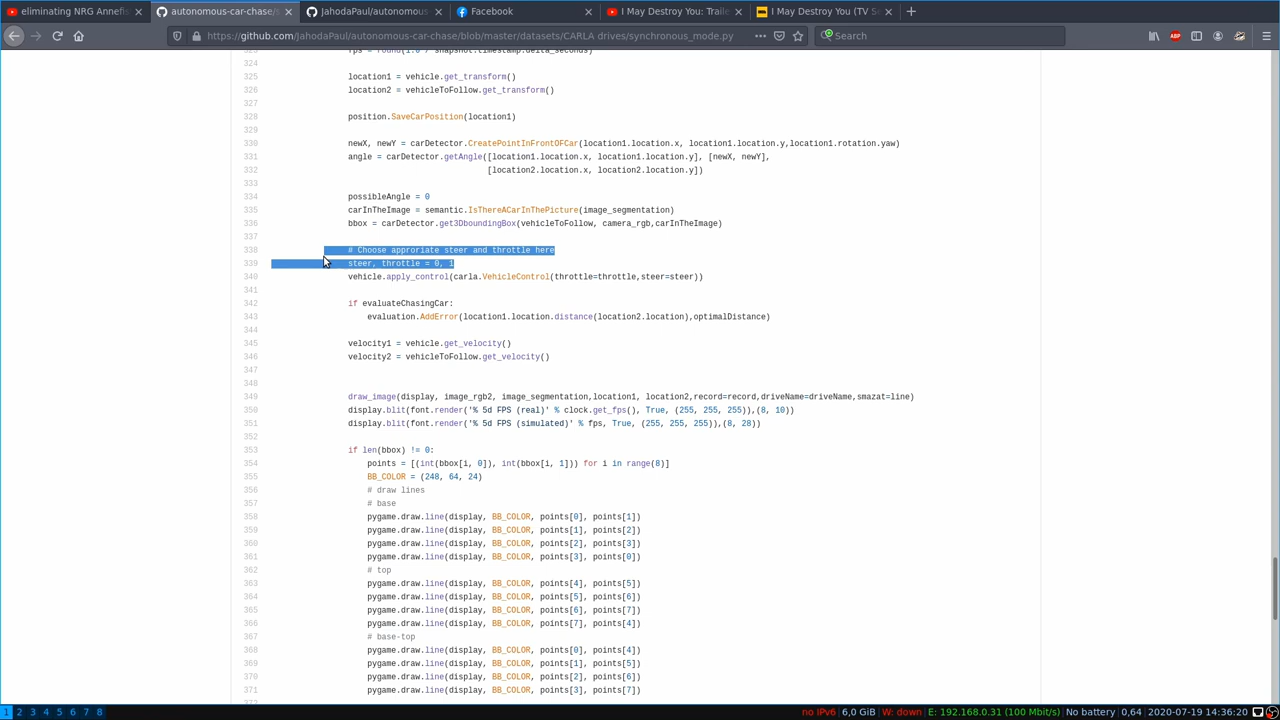 eliminating NRG Annefis
autonomous-car-chase/s
JahodaPaul/autonomous-
Facebook
I May Destroy You: Traile
I May Destroy You (TV Se
https://github.com/JahodaPaul/autonomous-car-chase/blob/master/datasets/CARLA drives/synchronous_mode.py
Search
323 fps = round(1.0 / snapshot.timestamp.delta_seconds)
324
325 location1 = vehicle.get_transform()
326 location2 = vehicleToFollow.get_transform()
327
328 position.SaveCarPosition(location1)
329
330 newX, newY = carDetector.CreatePointInFrontOfCar(location1.location.x, location1.location.y,location1.rotation.yaw)
331 angle = carDetector.getAngle([location1.location.x, location1.location.y], [newX, newY],
332 [location2.location.x, location2.location.y])
333
334 possibleAngle = 0
335 carInTheImage = semantic.IsThereACarInThePicture(image_segmentation)
336 bbox = carDetector.get3DboundingBox(vehicleToFollow, camera_rgb,carInTheImage)
337
338 # Choose approriate steer and throttle here
339 steer, throttle = 0, 1
340 vehicle.apply_control(carla.VehicleControl(throttle=throttle,steer=steer))
341
342 if evaluateChasingCar:
343 evaluation.AddError(location1.location.distance(location2.location),optimalDistance)
344
345 velocity1 = vehicle.get_velocity()
346 velocity2 = vehicleToFollow.get_velocity()
347
348
349 draw_image(display, image_rgb2, image_segmentation,location1, location2,record=record,driveName=driveName,smazat=line)
350 display.blit(font.render('% 5d FPS (real)' % clock.get_fps(), True, (255, 255, 255)),(8, 10))
351 display.blit(font.render('% 5d FPS (simulated)' % fps, True, (255, 255, 255)),(8, 28))
352
353 if len(bbox) != 0:
354 points = [(int(bbox[i, 0]), int(bbox[i, 1])) for i in range(8)]
355 BB_COLOR = (248, 64, 24)
356 # draw lines
357 # base
358 pygame.draw.line(display, BB_COLOR, points[0], points[1])
359 pygame.draw.line(display, BB_COLOR, points[1], points[2])
360 pygame.draw.line(display, BB_COLOR, points[2], points[3])
361 pygame.draw.line(display, BB_COLOR, points[3], points[0])
362 # top
363 pygame.draw.line(display, BB_COLOR, points[4], points[5])
364 pygame.draw.line(display, BB_COLOR, points[5], points[6])
365 pygame.draw.line(display, BB_COLOR, points[6], points[7])
366 pygame.draw.line(display, BB_COLOR, points[7], points[4])
367 # base-top
368 pygame.draw.line(display, BB_COLOR, points[0], points[4])
369 pygame.draw.line(display, BB_COLOR, points[1], points[5])
370 pygame.draw.line(display, BB_COLOR, points[2], points[6])
371 pygame.draw.line(display, BB_COLOR, points[3], points[7])
1 2 3 4 5 6 7 8
no IPv6 | 6,0 GiB | W: down | E: 192.168.0.31 (100 Mbit/s) | No battery | 0,64 | 2020-07-19 14:36:20